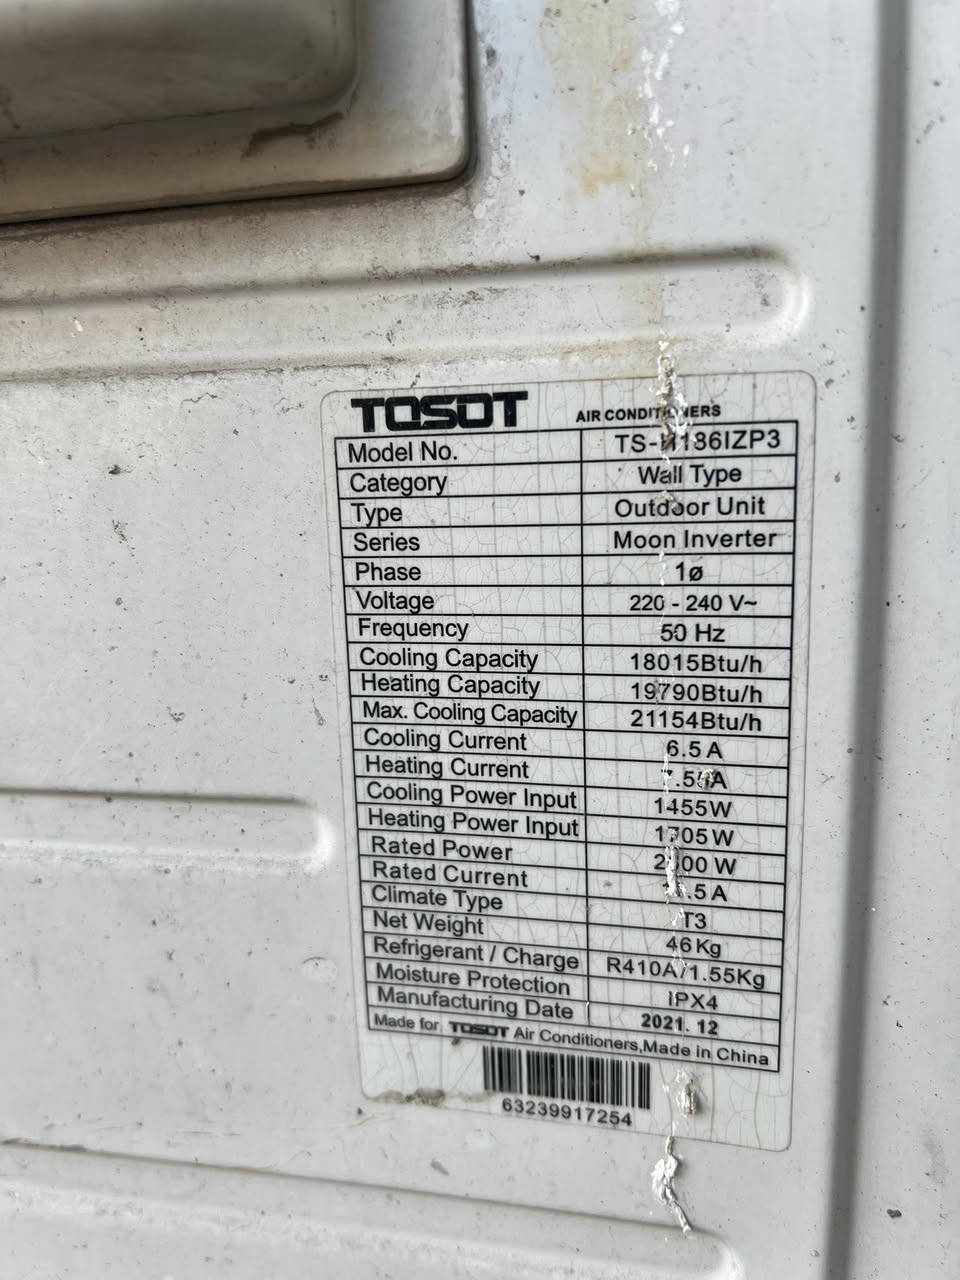 TOSOT AIR CONDITIONERS
Model No. TS-H186IZP3
Category Wall Type
Type Outdoor Unit
Series Moon Inverter
Phase 1ø
Voltage 220 - 240 V~
Frequency 50 Hz
Cooling Capacity 18015Btu/h
Heating Capacity 19790Btu/h
Max. Cooling Capacity 21154Btu/h
Cooling Current 6.5 A
Heating Current
Cooling Power Input 1455W
Heating Power Input 1705W
Rated Power
Rated Current
Climate Type T3
Net Weight 46 Kg
Refrigerant / Charge R410A/1.55Kg
Moisture Protection IPX4
Manufacturing Date 2021. 12
Made for TOSOT Air Conditioners,Made in China
63239917254